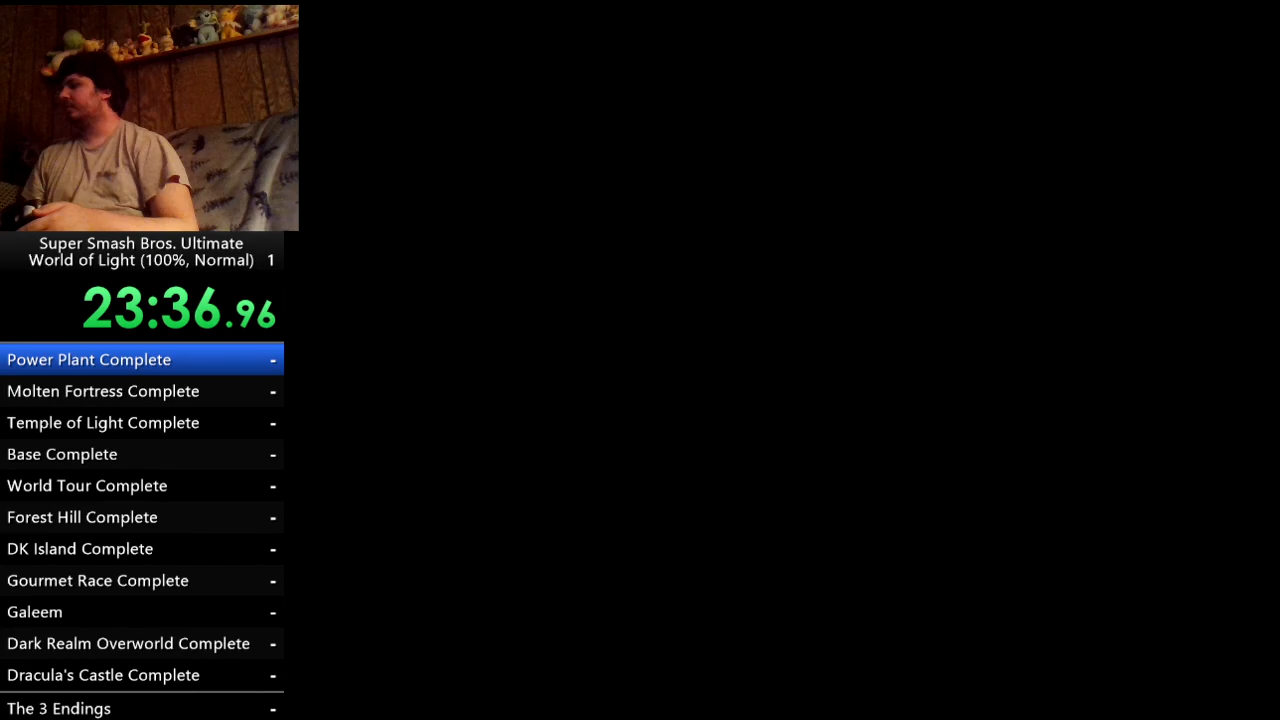 Super Smash Bros. Ultimate
World of Light (100%, Normal) 1
23:36.96
Power Plant Complete -
Molten Fortress Complete -
Temple of Light Complete -
Base Complete -
World Tour Complete -
Forest Hill Complete -
DK Island Complete -
Gourmet Race Complete -
Galeem -
Dark Realm Overworld Complete -
Dracula's Castle Complete -
The 3 Endings -